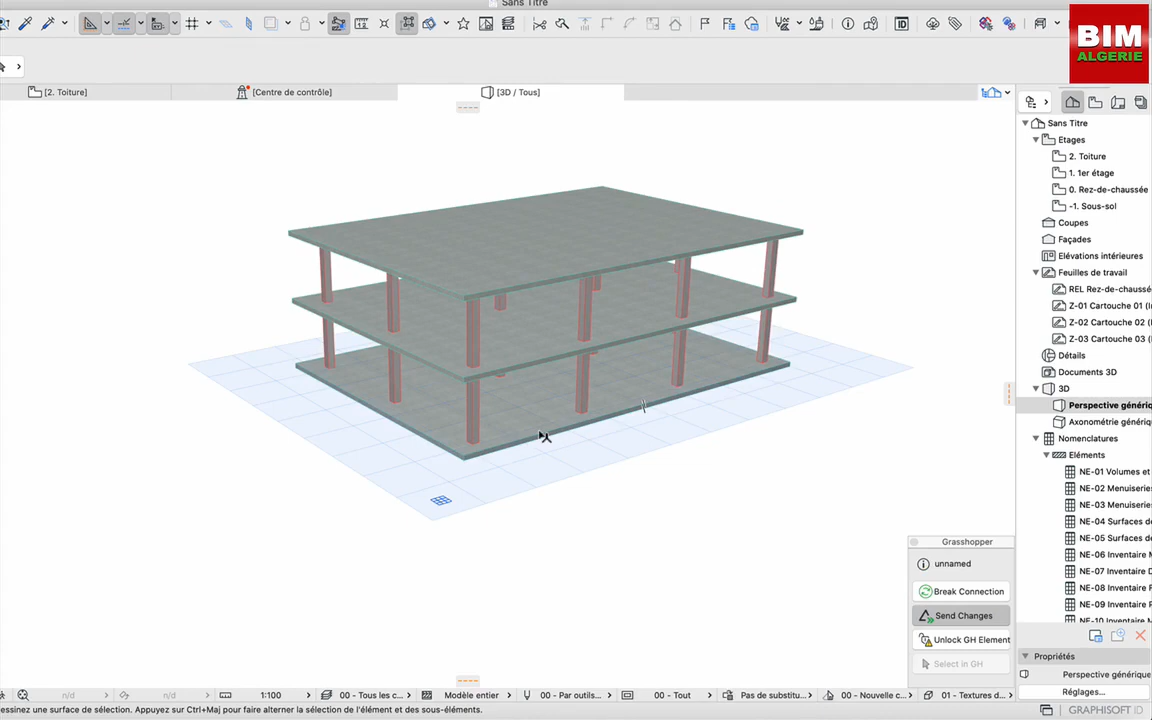 Sans Titre
BIM
ALGERIE
ID
[2. Toiture]
[Centre de contrôle]
[3D / Tous]
Sans Titre
Etages
2. Toiture
1. 1er étage
0. Rez-de-chaussée
-1. Sous-sol
Coupes
Façades
Elévations intérieures
Feuilles de travail
REL Rez-de-chaussé
Z-01 Cartouche 01 (I
Z-02 Cartouche 02 (
Z-03 Cartouche 03 (I
Détails
Documents 3D
3D
Perspective génériq
Axonométrie génériq
Nomenclatures
Eléments
NE-01 Volumes et
NE-02 Menuiserie
NE-03 Menuiserie
NE-04 Surfaces de
NE-05 Surfaces de
NE-06 Inventaire M
NE-07 Inventaire D
NE-08 Inventaire F
NE-09 Inventaire F
NE-10 Inventaire M
Grasshopper
unnamed
Break Connection
Send Changes
Unlock GH Element
Select in GH
Propriétés
Perspective générique
Réglages...
n/d
n/d
1:100
00 - Tous les c...
Modèle entier
00 - Par outils...
00 - Tout
Pas de substitu...
00 - Nouvelle c...
01 - Textures d...
essinez une surface de sélection. Appuyez sur Ctrl+Maj pour faire alterner la sélection de l'élément et des sous-éléments.
GRAPHISOFT ID